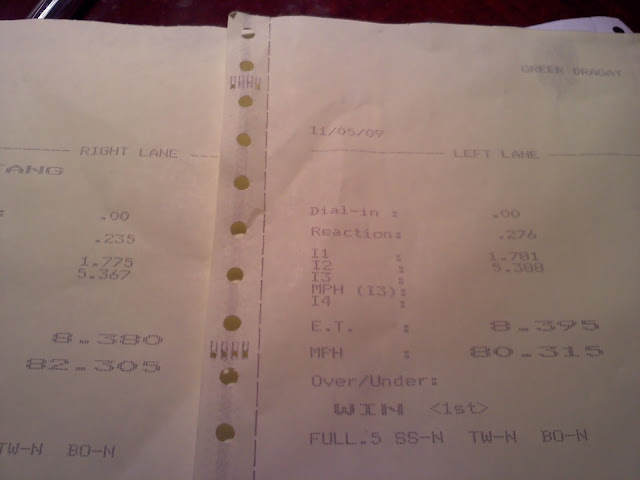 GREER DRAGAY
11/05/09
RIGHT LANE
TANG
: .00
.235
1.775
5.367
8.380
82.305
TW-N BO-N
LEFT LANE
Dial-in : .00
Reaction: .276
I1 : 1.781
I2 : 5.388
I3 :
MPH (I3):
I4 :
E.T. : 8.395
MPH : 80.315
Over/Under:
WIN <1st>
FULL.5 SS-N TW-N BO-N